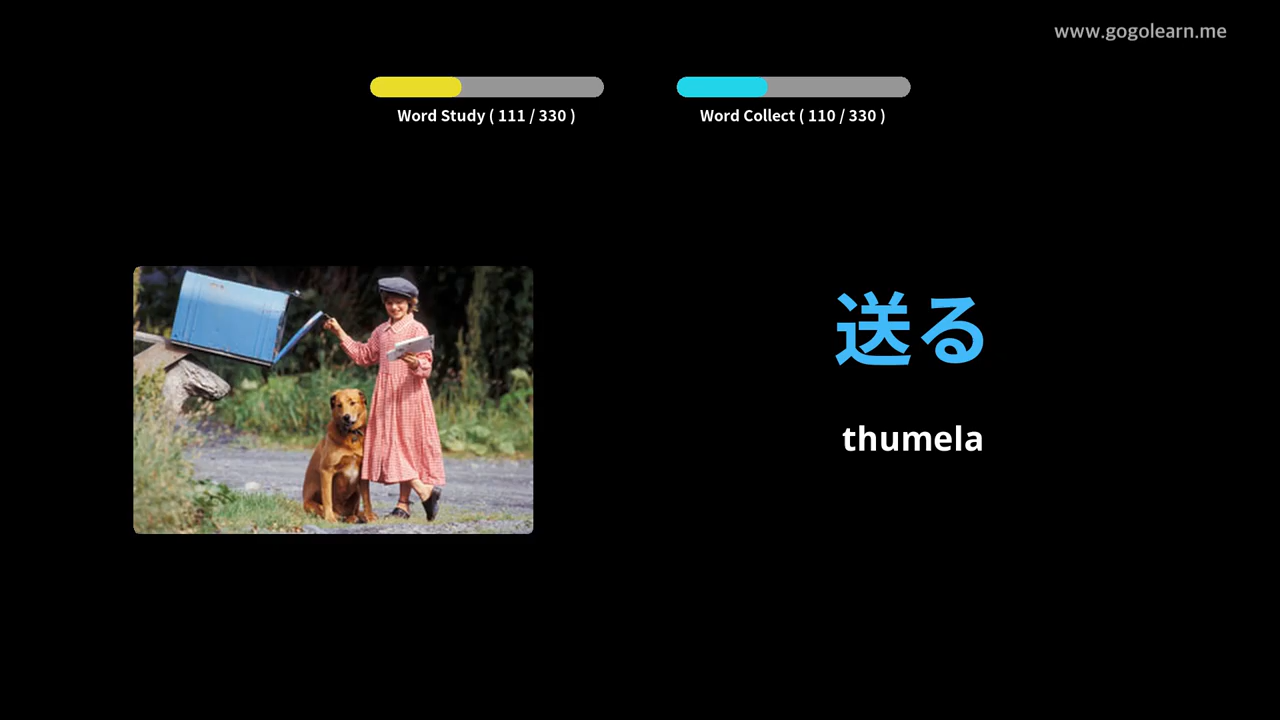 www.gogolearn.me
Word Study ( 111 / 330 )
Word Collect ( 110 / 330 )
送る
thumela